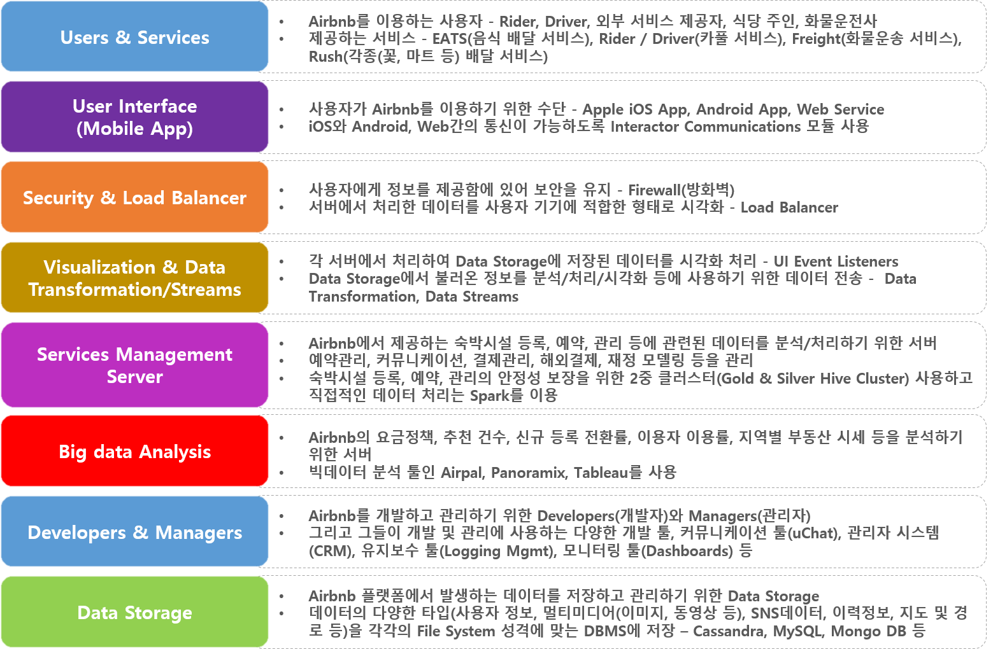 Users & Services
• Airbnb를 이용하는 사용자 - Rider, Driver, 외부 서비스 제공자, 식당 주인, 화물운전사
• 제공하는 서비스 - EATS(음식 배달 서비스), Rider / Driver(카풀 서비스), Freight(화물운송 서비스),
Rush(각종(꽃, 마트 등) 배달 서비스)
User Interface
(Mobile App)
• 사용자가 Airbnb를 이용하기 위한 수단 - Apple iOS App, Android App, Web Service
• iOS와 Android, Web간의 통신이 가능하도록 Interactor Communications 모듈 사용
Security & Load Balancer
• 사용자에게 정보를 제공함에 있어 보안을 유지 - Firewall(방화벽)
• 서버에서 처리한 데이터를 사용자 기기에 적합한 형태로 시각화 - Load Balancer
Visualization & Data
Transformation/Streams
• 각 서버에서 처리하여 Data Storage에 저장된 데이터를 시각화 처리 - UI Event Listeners
• Data Storage에서 불러온 정보를 분석/처리/시각화 등에 사용하기 위한 데이터 전송 - Data
Transformation, Data Streams
Services Management
Server
• Airbnb에서 제공하는 숙박시설 등록, 예약, 관리 등에 관련된 데이터를 분석/처리하기 위한 서버
• 예약관리, 커뮤니케이션, 결제관리, 해외결제, 재정 모델링 등을 관리
• 숙박시설 등록, 예약, 관리의 안정성 보장을 위한 2중 클러스터(Gold & Silver Hive Cluster) 사용하고
직접적인 데이터 처리는 Spark를 이용
Big data Analysis
• Airbnb의 요금정책, 추천 건수, 신규 등록 전환률, 이용자 이용률, 지역별 부동산 시세 등을 분석하기
위한 서버
• 빅데이터 분석 툴인 Airpal, Panoramix, Tableau를 사용
Developers & Managers
• Airbnb를 개발하고 관리하기 위한 Developers(개발자)와 Managers(관리자)
• 그리고 그들이 개발 및 관리에 사용하는 다양한 개발 툴, 커뮤니케이션 툴(uChat), 관리자 시스템
(CRM), 유지보수 툴(Logging Mgmt), 모니터링 툴(Dashboards) 등
Data Storage
• Airbnb 플랫폼에서 발생하는 데이터를 저장하고 관리하기 위한 Data Storage
• 데이터의 다양한 타입(사용자 정보, 멀티미디어(이미지, 동영상 등), SNS데이터, 이력정보, 지도 및 경
로 등)을 각각의 File System 성격에 맞는 DBMS에 저장 – Cassandra, MySQL, Mongo DB 등